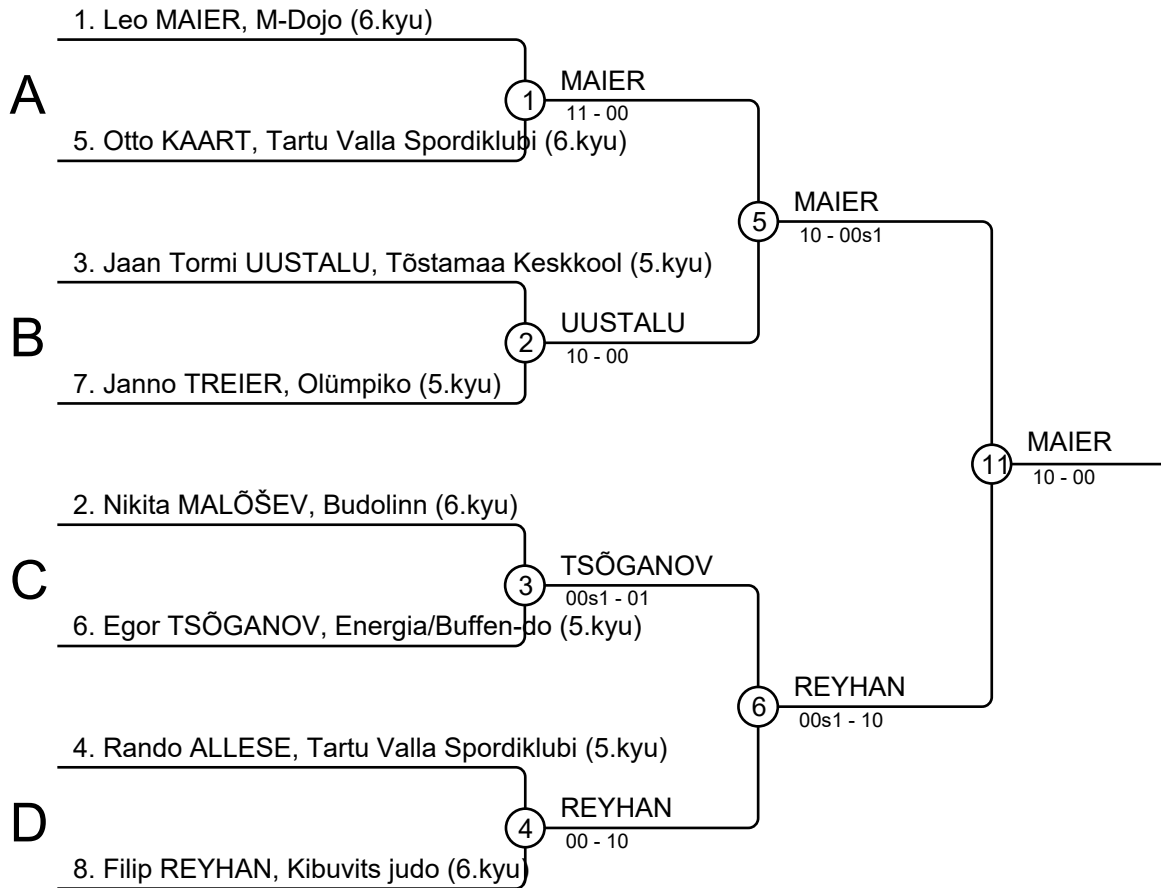 1. Leo MAIER, M-Dojo (6.kyu)
A
1
MAIER
11 - 00
5. Otto KAART, Tartu Valla Spordiklubi (6.kyu)
5
MAIER
10 - 00s1
3. Jaan Tormi UUSTALU, Tõstamaa Keskkool (5.kyu)
B
2
UUSTALU
10 - 00
7. Janno TREIER, Olümpiko (5.kyu)
11
MAIER
10 - 00
2. Nikita MALÕŠEV, Budolinn (6.kyu)
C
3
TSÕGANOV
00s1 - 01
6. Egor TSÕGANOV, Energia/Buffen-do (5.kyu)
6
REYHAN
00s1 - 10
4. Rando ALLESE, Tartu Valla Spordiklubi (5.kyu)
D
4
REYHAN
00 - 10
8. Filip REYHAN, Kibuvits judo (6.kyu)